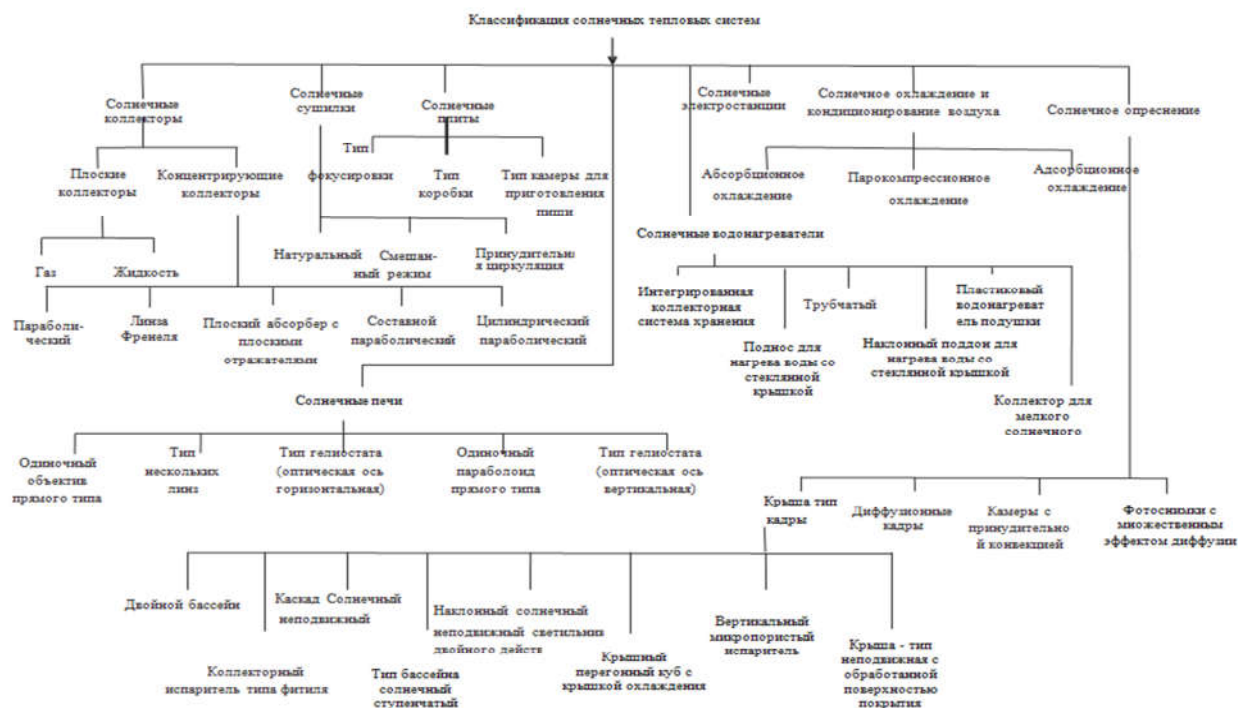 Классификация солнечных тепловых систем
Солнечные
коллекторы
Солнечные
сушилки
Солнечные
плиты
Солнечные
электростанции
Солнечное охлаждение и
кондиционирование воздуха
Солнечное опреснение
Плоские
коллекторы
Концентрирующие
коллекторы
Тип
фокусировки
Тип
коробки
Тип камеры для
приготовления
пиши
Абсорбционное
охлаждение
Парокомпрессионное
охлаждение
Адсорбционное
охлаждение
Газ
Жидкость
Натуральный
Смешан-
ный режим
Принудительн
я циркуляция
Солнечные водонагреватели
Параболи-
ческий
Линза
Френеля
Плоский абсорбер с
плоскими
отражателями
Составной
параболический
Цилиндрический
параболический
Интегрированная
коллекторная
система хранения
Поднос для
нагрева воды со
стеклянной
крышкой
Трубчатый
Наклонный поддон для
нагрева воды со
стеклянной крышкой
Пластиковый
водонагреват
ель подушки
Коллектор для
мелкого
солнечного
Солнечные печи
Одиночный
объектив
прямого типа
Тип
нескольких
линз
Тип гелиостата
(оптическая ось
горизонтальная)
Одиночный
параболоид
прямого типа
Тип гелиостата
(оптическая ось
вертикальная)
Крыша тип
кадры
Диффузионные
кадры
Камеры с
принудительно
й конвекцией
Фотоснимки с
множественным
эффектом диффузии
Двойной бассейн
Коллекторный
испаритель типа фитиля
Каскад Солнечный
неподвижный
Тип бассейна
солнечный
ступенчатый
Наклонный солнечный
неподвижный светильник
двойного действ
Крышный
перегонный куб с
крышкой охлаждения
Вертикальный
микропористый
испаритель
Крыша - тип
неподвижная с
обработанной
поверхностью
покрытия